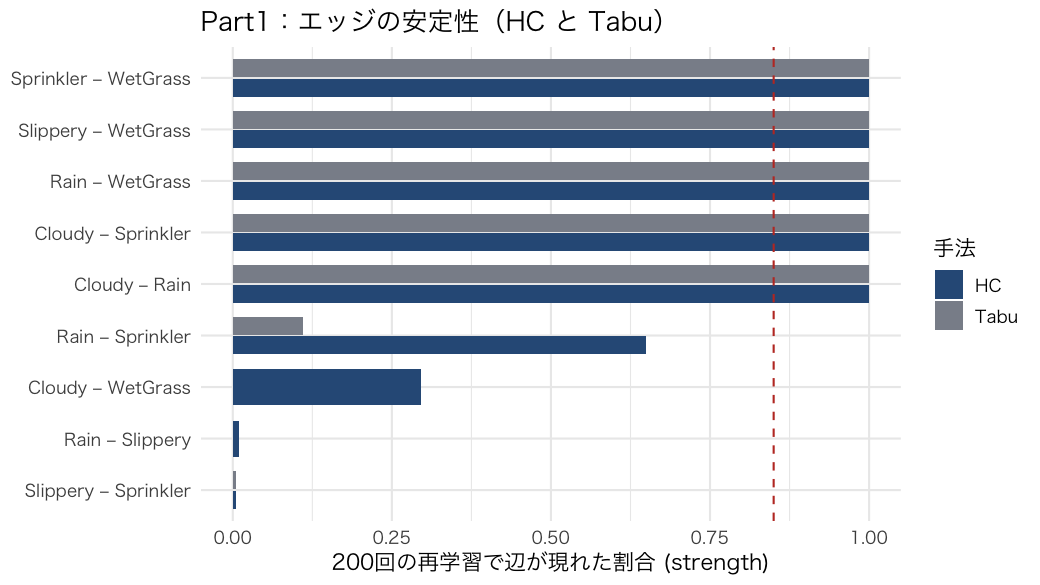 Part1：エッジの安定性（HC と Tabu）
Sprinkler – WetGrass
Slippery – WetGrass
Rain – WetGrass
Cloudy – Sprinkler
Cloudy – Rain
Rain – Sprinkler
Cloudy – WetGrass
Rain – Slippery
Slippery – Sprinkler
0.00 0.25 0.50 0.75 1.00
200回の再学習で辺が現れた割合 (strength)
手法
HC
Tabu